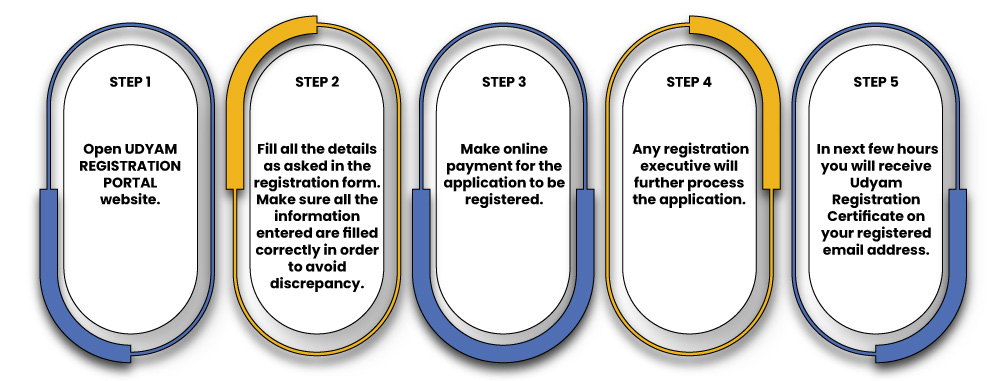 STEP 1
Open UDYAM
REGISTRATION
PORTAL
website.
STEP 2
Fill all the details
as asked in the
registration form.
Make sure all the
information
entered are filled
correctly in order
to avoid
discrepancy.
STEP 3
Make online
payment for the
application to be
registered.
STEP 4
Any registration
executive will
further process
the application.
STEP 5
In next few hours
you will receive
Udyam
Registration
Certificate on
your registered
email address.